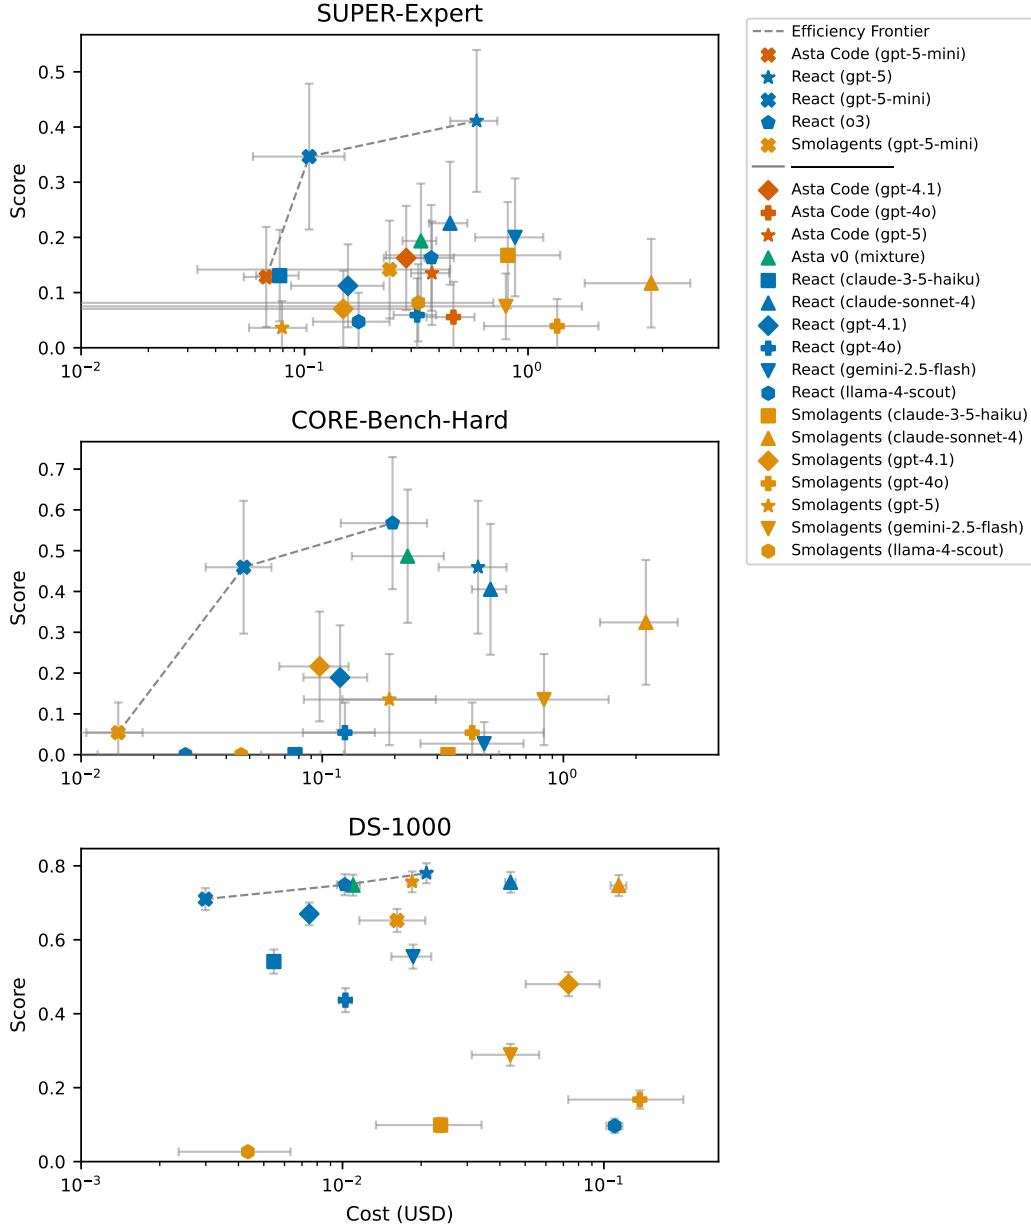 SUPER-Expert
Score
0.5
0.4
0.3
0.2
0.1
0.0
10⁻² 10⁻¹ 10⁰
Efficiency Frontier
Asta Code (gpt-5-mini)
React (gpt-5)
React (gpt-5-mini)
React (o3)
Smolagents (gpt-5-mini)
Asta Code (gpt-4.1)
Asta Code (gpt-4o)
Asta Code (gpt-5)
Asta v0 (mixture)
React (claude-3-5-haiku)
React (claude-sonnet-4)
React (gpt-4.1)
React (gpt-4o)
React (gemini-2.5-flash)
React (llama-4-scout)
Smolagents (claude-3-5-haiku)
Smolagents (claude-sonnet-4)
Smolagents (gpt-4.1)
Smolagents (gpt-4o)
Smolagents (gpt-5)
Smolagents (gemini-2.5-flash)
Smolagents (llama-4-scout)
CORE-Bench-Hard
Score
0.7
0.6
0.5
0.4
0.3
0.2
0.1
0.0
10⁻² 10⁻¹ 10⁰
DS-1000
Score
0.8
0.6
0.4
0.2
0.0
10⁻³ 10⁻² 10⁻¹
Cost (USD)